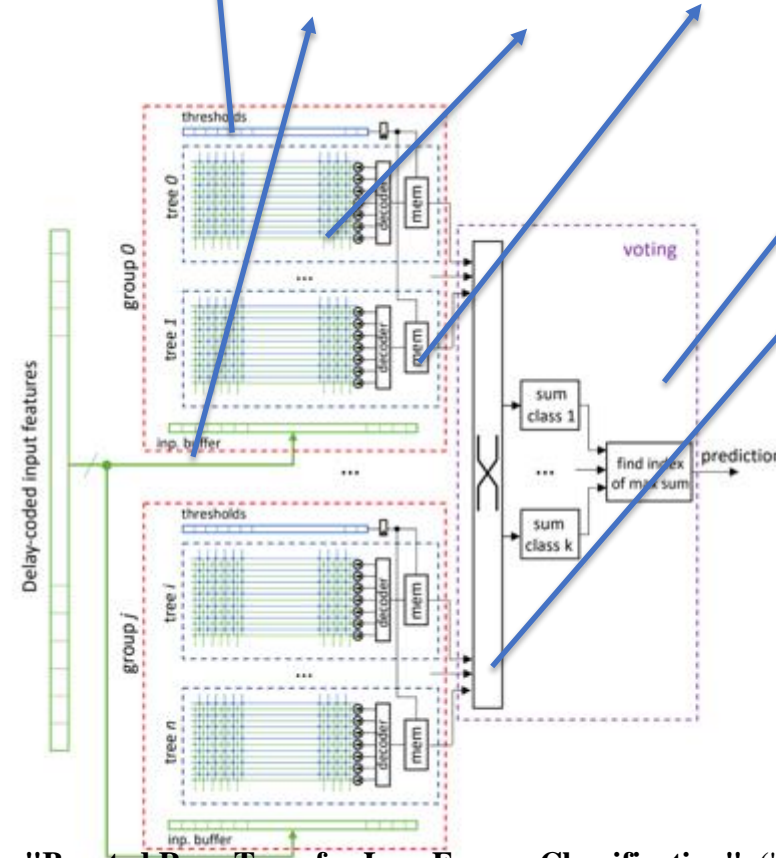 thresholds
tree 0
decoder
mem
...
group 0
tree 1
decoder
mem
inp. buffer
Delay-coded input features
...
thresholds
tree i
decoder
mem
...
group j
tree n
decoder
mem
inp. buffer
voting
sum
class 1
...
sum
class k
find index
of max sum
prediction